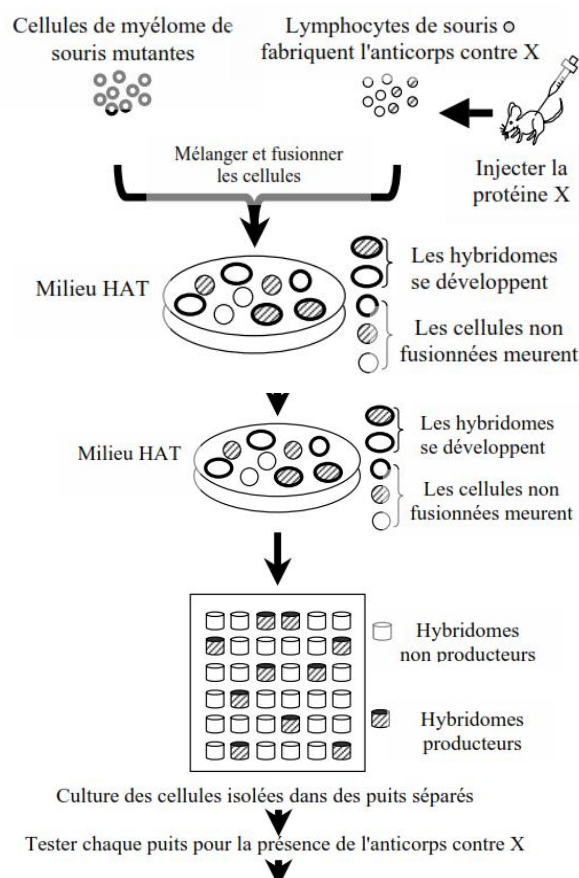 Cellules de myélome de
souris mutantes
Lymphocytes de souris
fabriquent l'anticorps contre X
Injecter la
protéine X
Mélanger et fusionner
les cellules
Milieu HAT
Les hybridomes
se développent
Les cellules non
fusionnées meurent
Milieu HAT
Les hybridomes
se développent
Les cellules non
fusionnées meurent
Hybridomes
non producteurs
Hybridomes
producteurs
Culture des cellules isolées dans des puits séparés
Tester chaque puits pour la présence de l'anticorps contre X